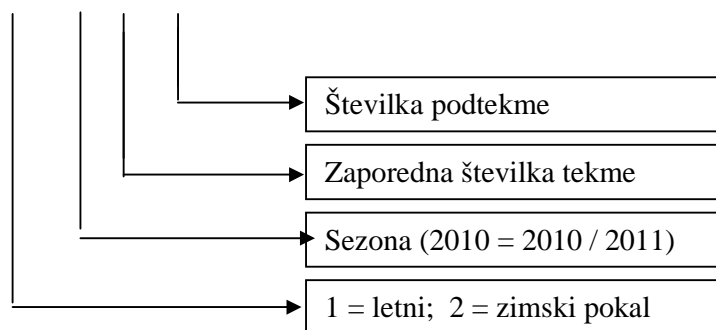 Številka podtekme
Zaporedna številka tekme
Sezona (2010 = 2010 / 2011)
1 = letni; 2 = zimski pokal